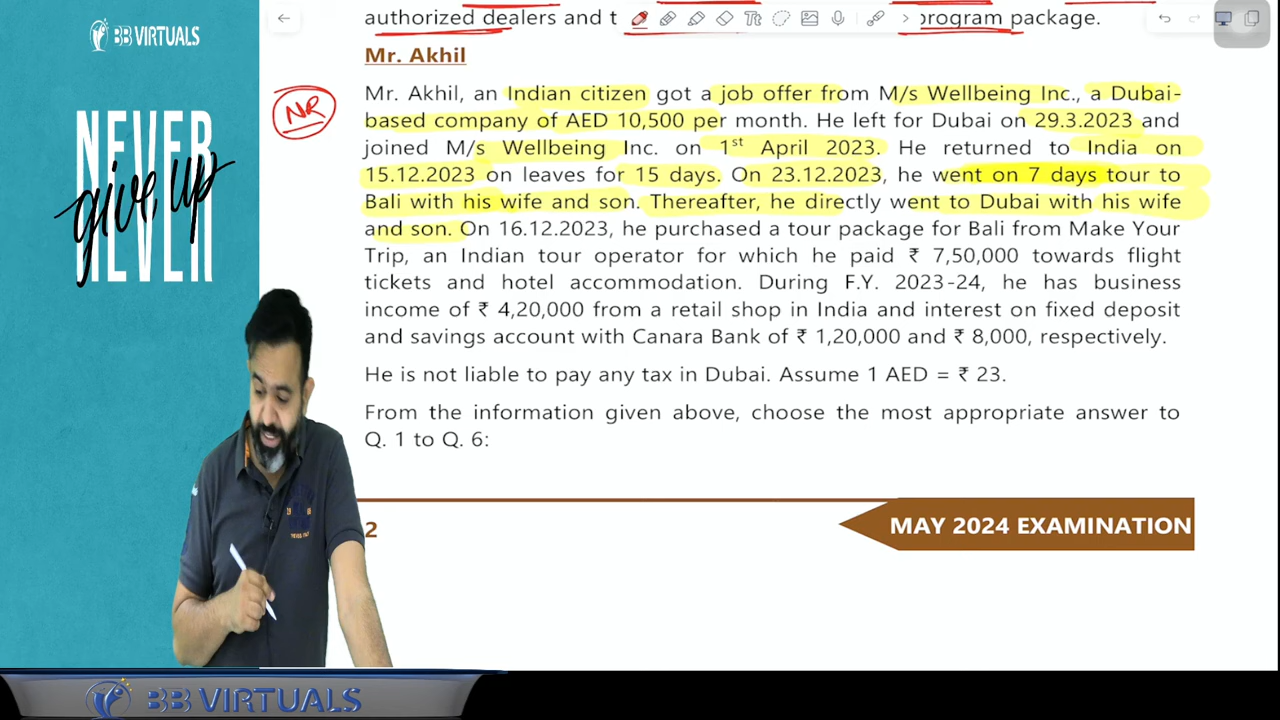 BB VIRTUALS
NEVER
give up
NEVER
authorized dealers and t
program package.
Mr. Akhil
NR
Mr. Akhil, an Indian citizen got a job offer from M/s Wellbeing Inc., a Dubai-
based company of AED 10,500 per month. He left for Dubai on 29.3.2023 and
joined M/s Wellbeing Inc. on 1st April 2023. He returned to India on
15.12.2023 on leaves for 15 days. On 23.12.2023, he went on 7 days tour to
Bali with his wife and son. Thereafter, he directly went to Dubai with his wife
and son. On 16.12.2023, he purchased a tour package for Bali from Make Your
Trip, an Indian tour operator for which he paid ₹ 7,50,000 towards flight
tickets and hotel accommodation. During F.Y. 2023-24, he has business
income of ₹ 4,20,000 from a retail shop in India and interest on fixed deposit
and savings account with Canara Bank of ₹ 1,20,000 and ₹ 8,000, respectively.
He is not liable to pay any tax in Dubai. Assume 1 AED = ₹ 23.
From the information given above, choose the most appropriate answer to
Q. 1 to Q. 6:
2
MAY 2024 EXAMINATION
BB VIRTUALS